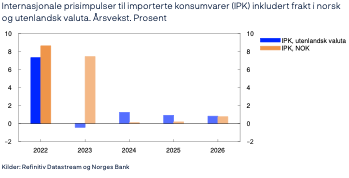 Internasjonale prisimpulser til importerte konsumvarer (IPK) inkludert frakt i norsk
og utenlandsk valuta. Årsvekst. Prosent
10 10
8 8
6 6
4 4
2 2
0 0
-2 -2
2022 2023 2024 2025 2026
IPK, utenlandsk valuta
IPK, NOK
Kilder: Refinitiv Datastream og Norges Bank